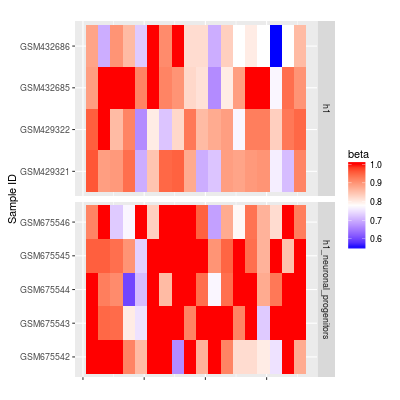 GSM432686
GSM432685
GSM429322
GSM429321
h1
GSM675546
GSM675545
GSM675544
GSM675543
GSM675542
h1_neuronal_progenitors
Sample ID
beta
1.0
0.9
0.8
0.7
0.6